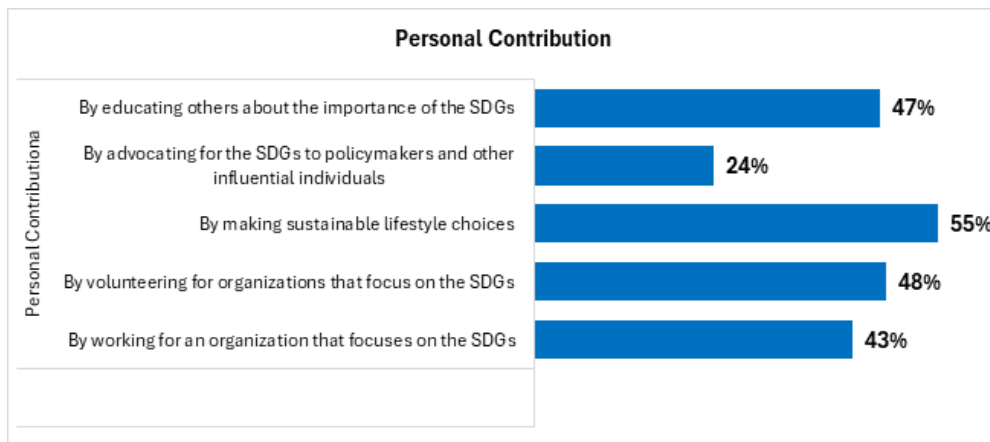 Personal Contribution
Personal Contributiona
By educating others about the importance of the SDGs
47%
By advocating for the SDGs to policymakers and other
influential individuals
24%
By making sustainable lifestyle choices
55%
By volunteering for organizations that focus on the SDGs
48%
By working for an organization that focuses on the SDGs
43%